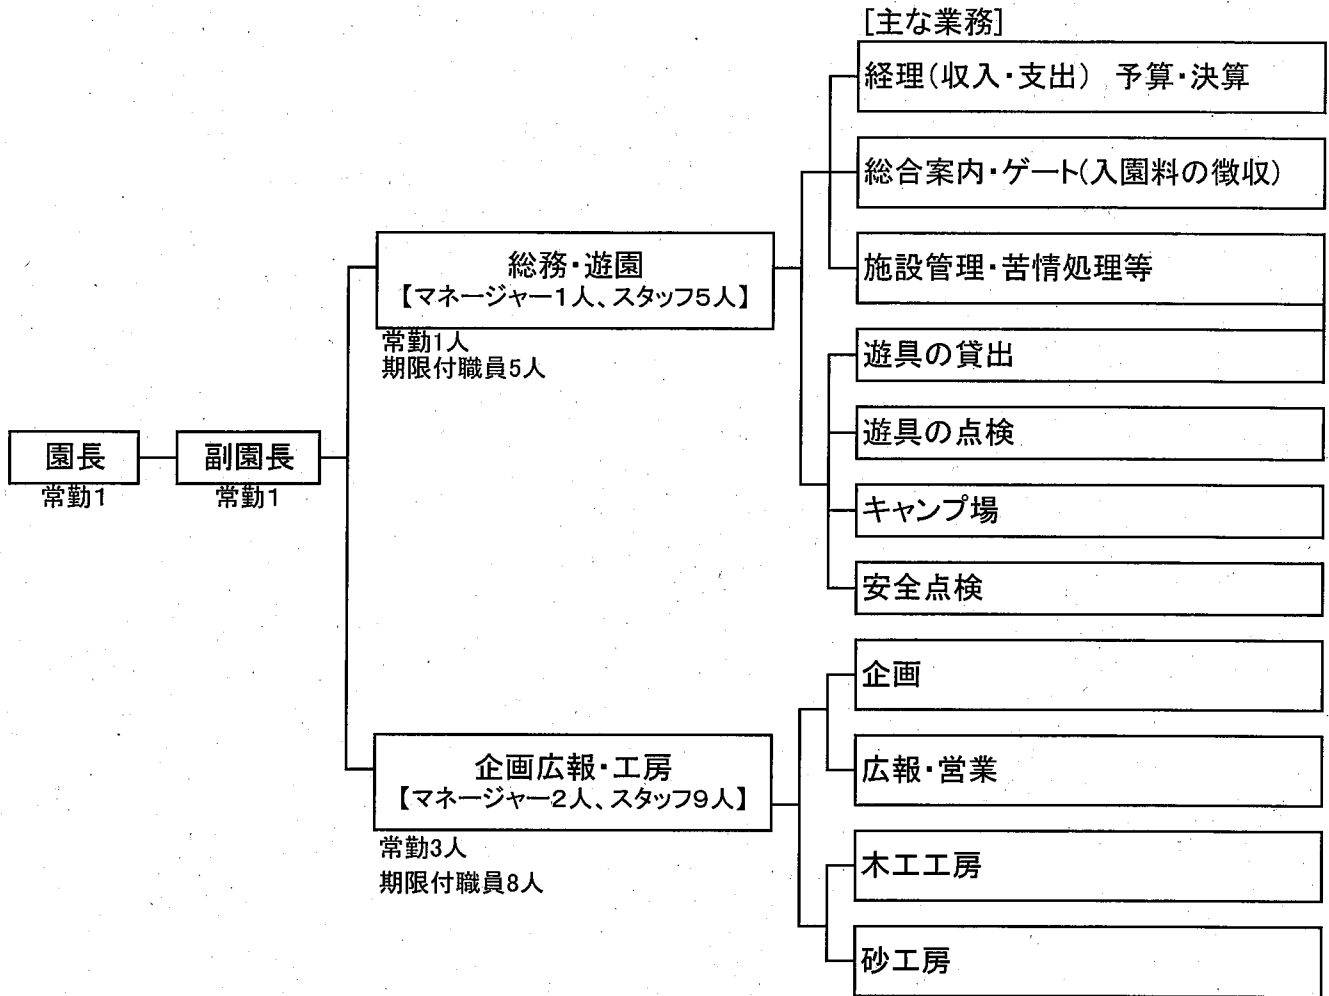 [主な業務]
経理(収入・支出)　予算・決算
総合案内・ゲート(入園料の徴収)
施設管理・苦情処理等
総務・遊園
【マネージャー1人、スタッフ5人】
常勤1人
期限付職員5人
遊具の貸出
遊具の点検
園長
常勤1
副園長
常勤1
キャンプ場
安全点検
企画
広報・営業
企画広報・工房
【マネージャー2人、スタッフ9人】
常勤3人
期限付職員8人
木工工房
砂工房